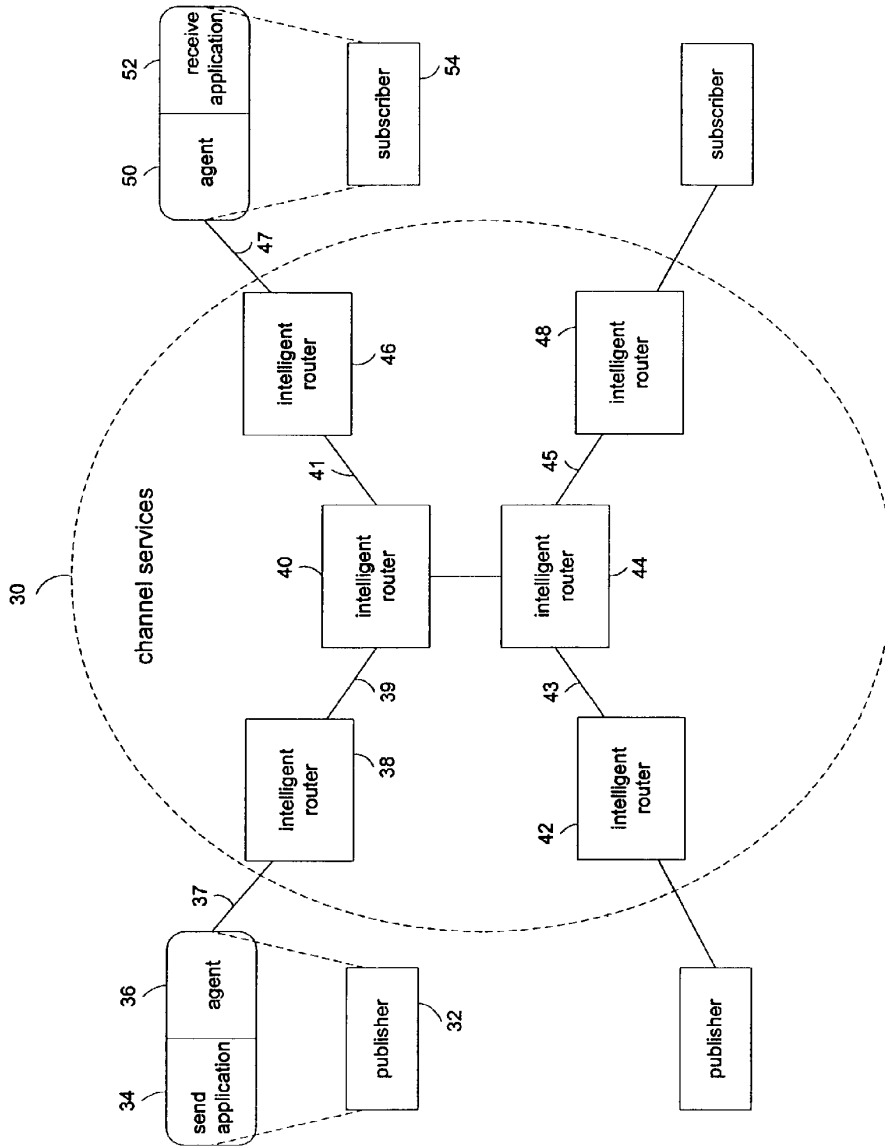 30
channel services
34
36
send
application
agent
37
publisher
32
38
intelligent
router
39
40
intelligent
router
41
46
intelligent
router
47
50
52
agent
receive
application
subscriber
54
42
intelligent
router
43
44
intelligent
router
45
48
intelligent
router
publisher
subscriber